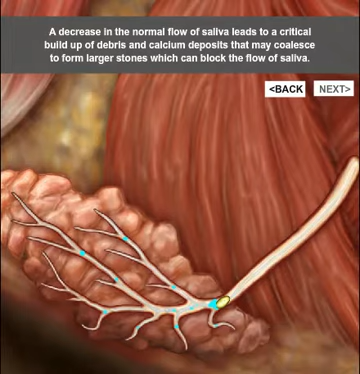 A decrease in the normal flow of saliva leads to a critical
build up of debris and calcium deposits that may coalesce
to form larger stones which can block the flow of saliva.
<BACK NEXT>